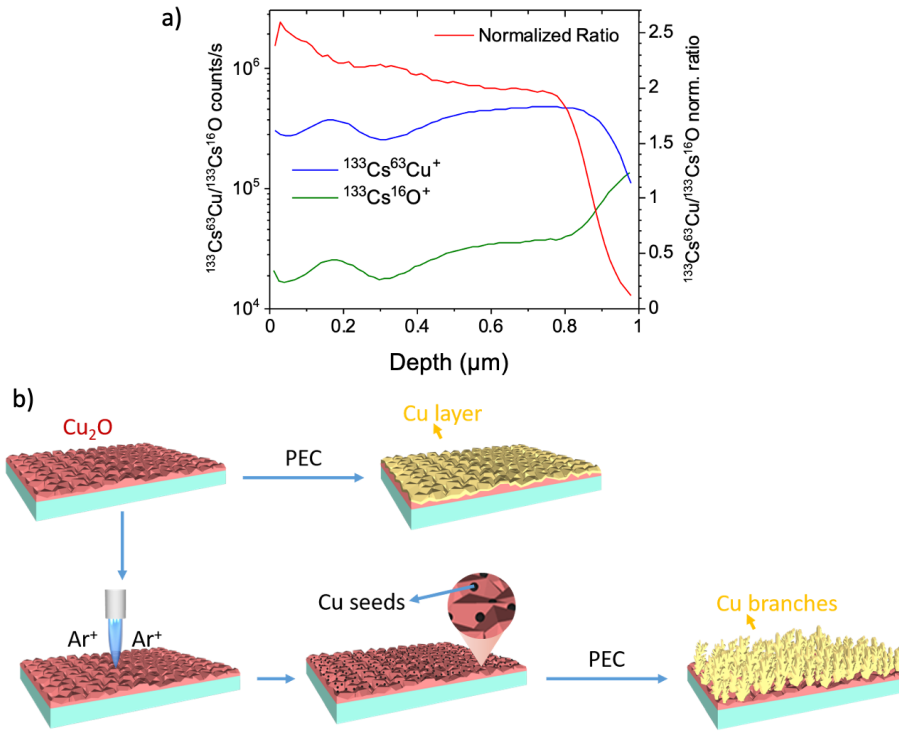 a)
¹³³Cs⁶³Cu/¹³³Cs¹⁶O counts/s
10⁶
10⁵
10⁴
Normalized Ratio
¹³³Cs⁶³Cu⁺
¹³³Cs¹⁶O⁺
2.5
2
1.5
1
0.5
0
¹³³Cs⁶³Cu/¹³³Cs¹⁶O norm. ratio
0 0.2 0.4 0.6 0.8 1
Depth (µm)
b)
Cu₂O
PEC
Cu layer
Ar⁺ Ar⁺
Cu seeds
PEC
Cu branches